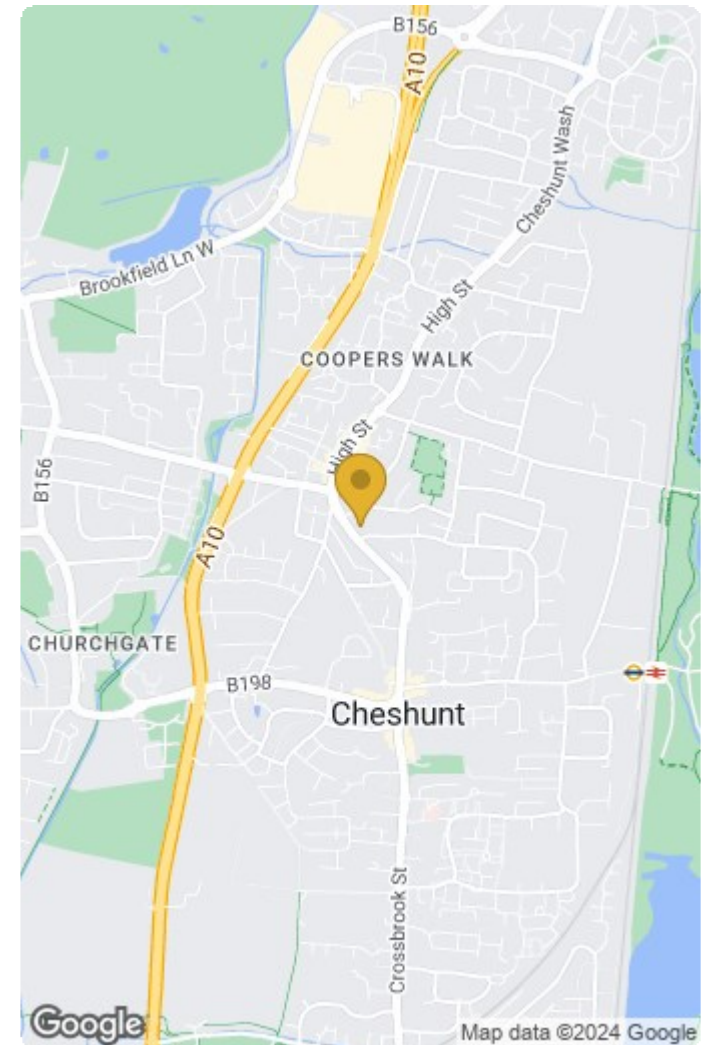 B156
A10
Cheshunt Wash
Brookfield Ln W
High St
COOPERS WALK
High St
B156
A10
CHURCHGATE
B198
Cheshunt
Crossbrook St
Google
Map data ©2024 Google